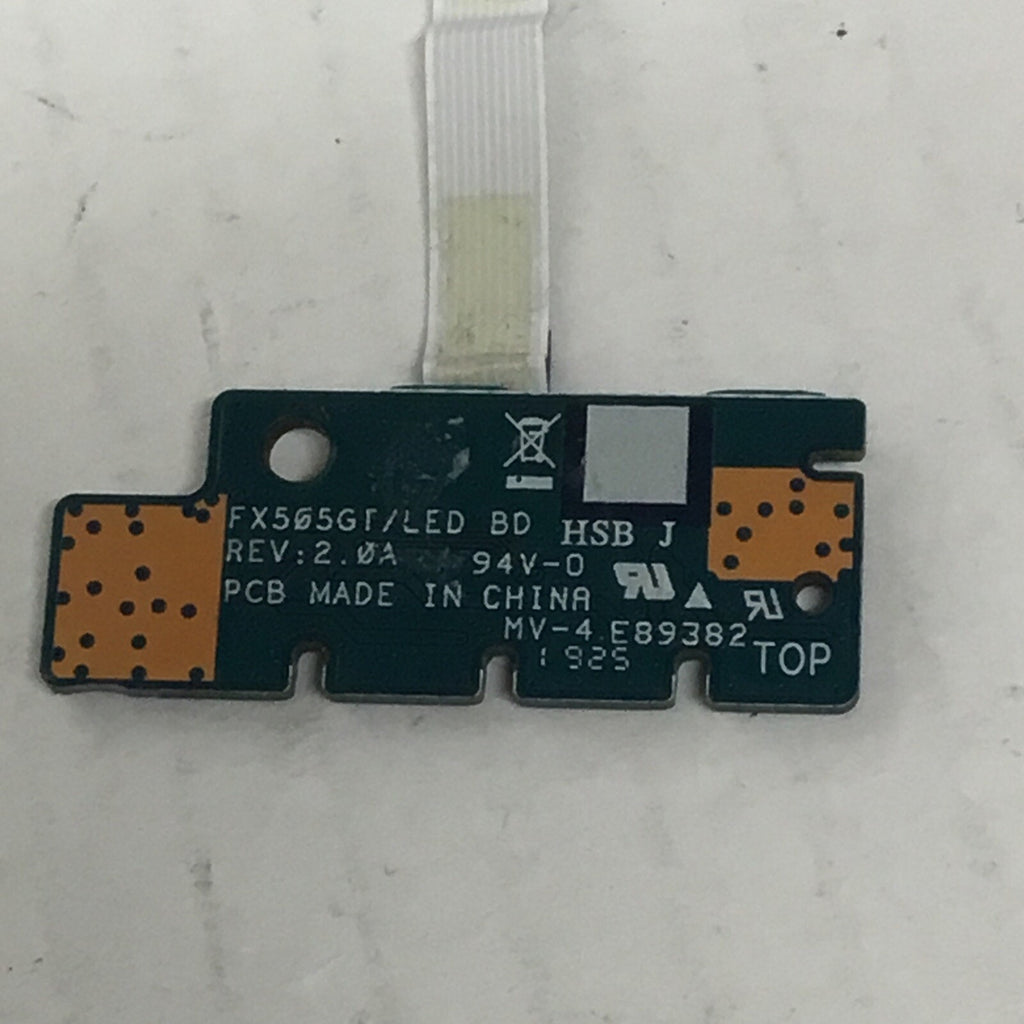 FX505GT/LED BD
REV:2.0A
HSB J
94V-0
PCB MADE IN CHINA
MV-4 E89382
1925
TOP